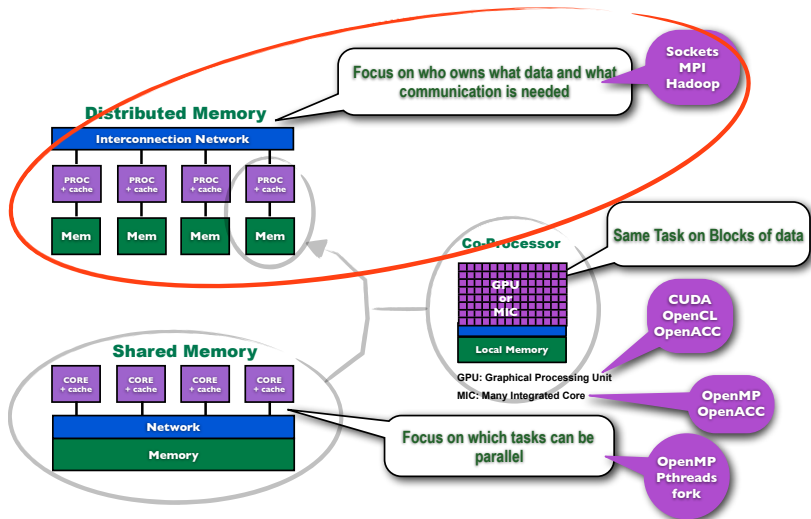 Sockets
MPI
Hadoop
Focus on who owns what data and what
communication is needed
Distributed Memory
Interconnection Network
PROC
+ cache
PROC
+ cache
PROC
+ cache
PROC
+ cache
Mem
Mem
Mem
Mem
Same Task on Blocks of data
Co-Processor
GPU
or
MIC
Local Memory
CUDA
OpenCL
OpenACC
GPU: Graphical Processing Unit
MIC: Many Integrated Core
OpenMP
OpenACC
Shared Memory
CORE
+ cache
CORE
+ cache
CORE
+ cache
CORE
+ cache
Network
Memory
Focus on which tasks can be
parallel
OpenMP
Pthreads
fork